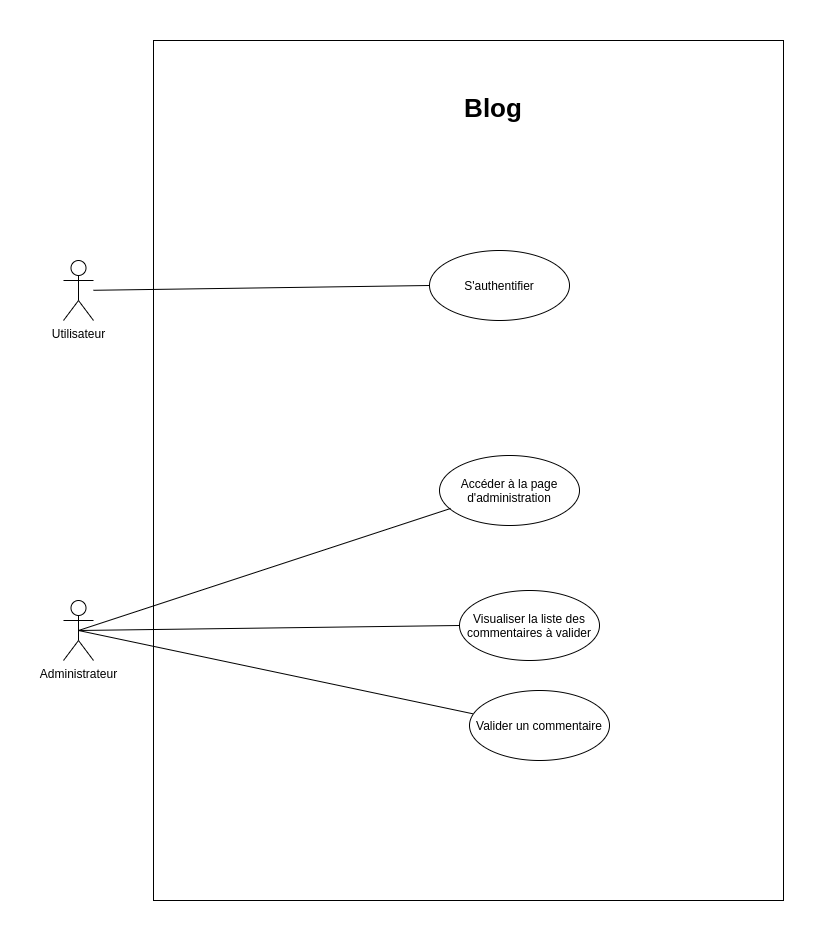 Blog
S'authentifier
Utilisateur
Accéder à la page
d'administration
Visualiser la liste des
commentaires à valider
Administrateur
Valider un commentaire